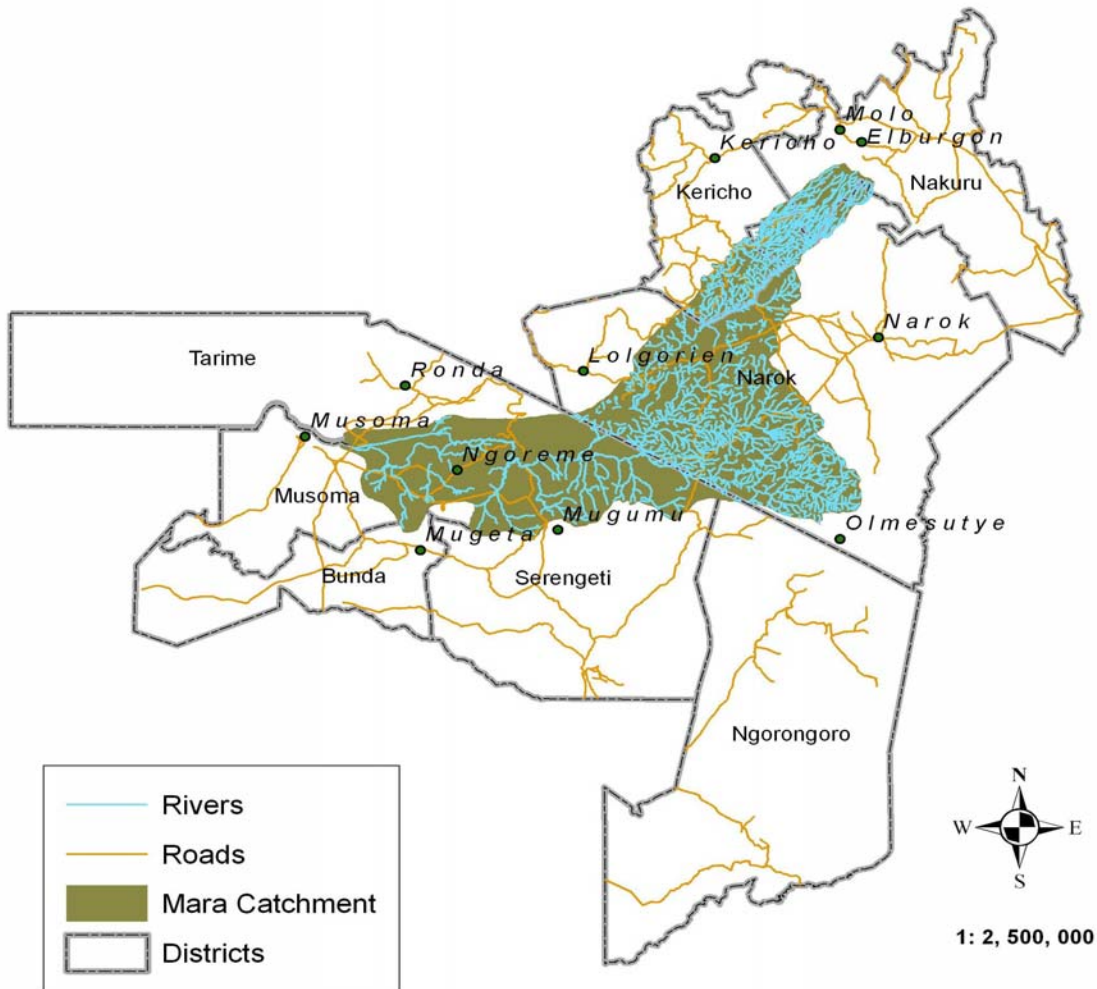 Molo
Elburgon
Kericho
Kericho
Nakuru
Narok
Tarime
Ronda
Lolgorien
Narok
Musoma
Ngoreme
Musoma
Mugumu
Mugeta
Olmesutye
Bunda
Serengeti
Ngorongoro
Rivers
Roads
Mara Catchment
Districts
N
W
E
S
1: 2, 500, 000